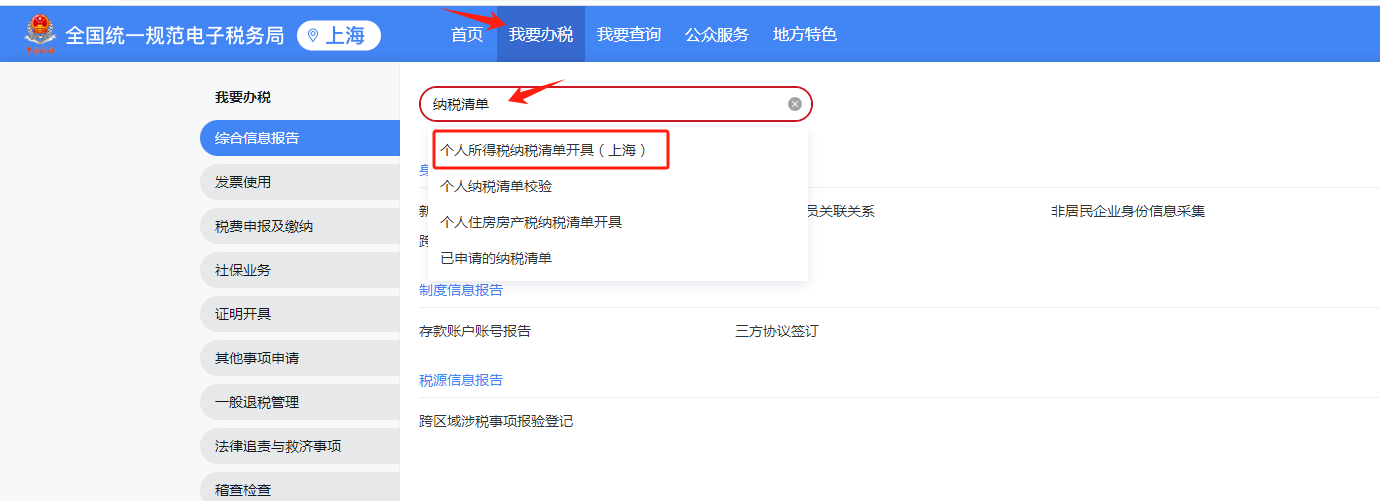 全国统一规范电子税务局 上海 首页 我要办税 我要查询 公众服务 地方特色
我要办税
综合信息报告
发票使用
税费申报及缴纳
社保业务
证明开具
其他事项申请
一般退税管理
法律追责与救济事项
稽查检查
纳税清单
个人所得税纳税清单开具（上海）
个人纳税清单校验
个人住房房产税纳税清单开具
已申请的纳税清单
员关联关系 非居民企业身份信息采集
跨
制度信息报告
存款账户账号报告 三方协议签订
税源信息报告
跨区域涉税事项报验登记